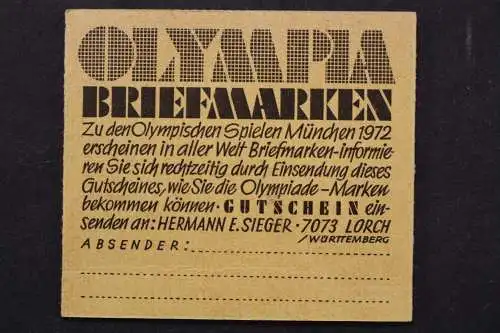 OLYMPIA
BRIEFMARKEN
Zu den Olympischen Spielen München 1972
erscheinen in aller Welt Briefmarken-informie-
ren Sie sich rechtzeitig durch Einsendung dieses
Gutscheines, wie Sie die Olympiade-Marken
bekommen können · GUTSCHEIN ein-
senden an: HERMANN E. SIEGER · 7073 LORCH
/WÜRTTEMBERG
ABSENDER: